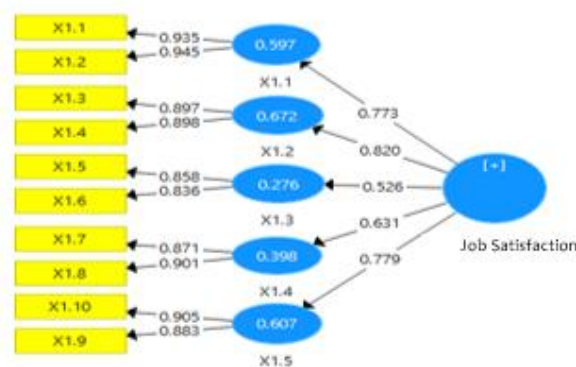 X1.1
0.935
0.945
X1.2
0.597
X1.1
X1.3
0.897
0.898
X1.4
0.672
X1.2
X1.5
0.858
0.836
X1.6
0.276
X1.3
X1.7
0.871
0.901
X1.8
0.398
X1.4
X1.10
0.905
0.883
X1.9
0.607
X1.5
0.773
0.820
0.526
0.631
0.779
[+]
Job Satisfaction